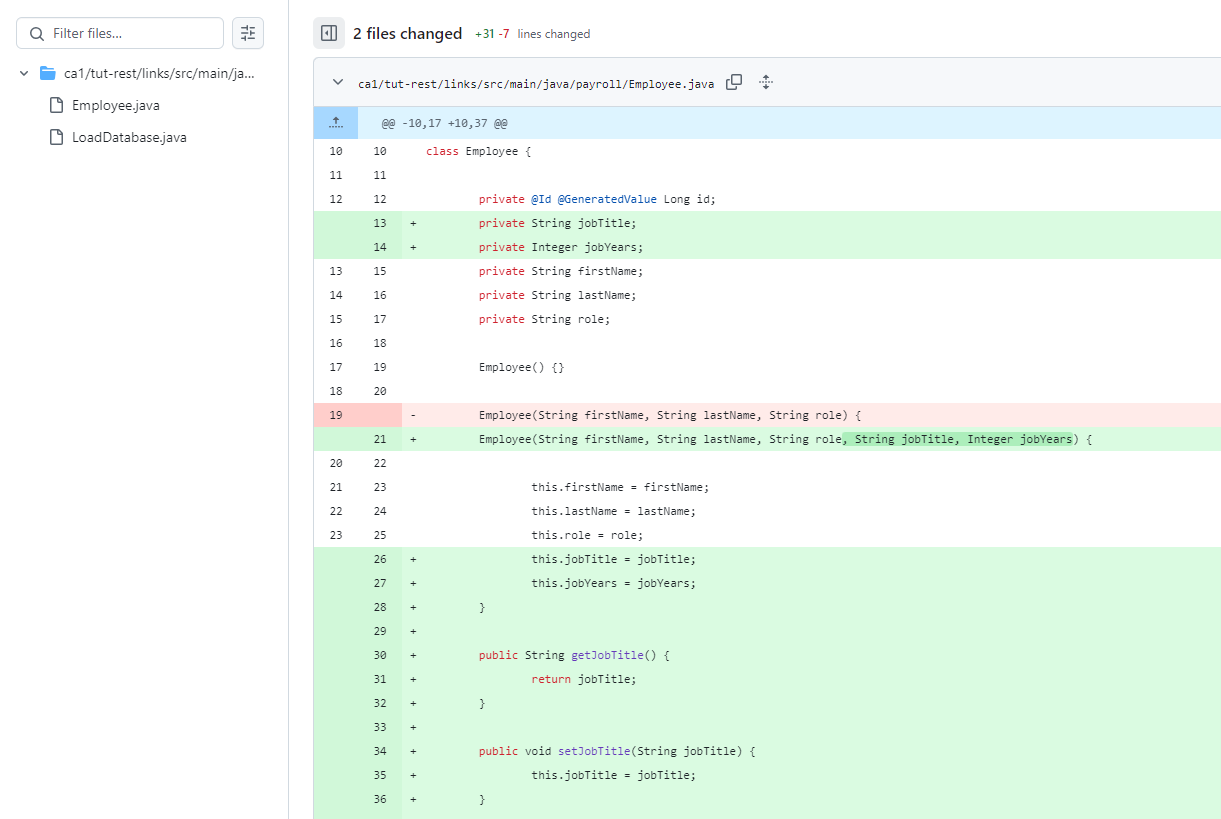 Filter files...
ca1/tut-rest/links/src/main/ja...
Employee.java
LoadDatabase.java
2 files changed +31 -7 lines changed
ca1/tut-rest/links/src/main/java/payroll/Employee.java
@@ -10,17 +10,37 @@
10 10 class Employee {
11 11
12 12 private @Id @GeneratedValue Long id;
13 + private String jobTitle;
14 + private Integer jobYears;
13 15 private String firstName;
14 16 private String lastName;
15 17 private String role;
16 18
17 19 Employee() {}
18 20
19 - Employee(String firstName, String lastName, String role) {
21 + Employee(String firstName, String lastName, String role, String jobTitle, Integer jobYears) {
20 22
21 23 this.firstName = firstName;
22 24 this.lastName = lastName;
23 25 this.role = role;
26 + this.jobTitle = jobTitle;
27 + this.jobYears = jobYears;
28 + }
29 +
30 + public String getJobTitle() {
31 + return jobTitle;
32 + }
33 +
34 + public void setJobTitle(String jobTitle) {
35 + this.jobTitle = jobTitle;
36 + }